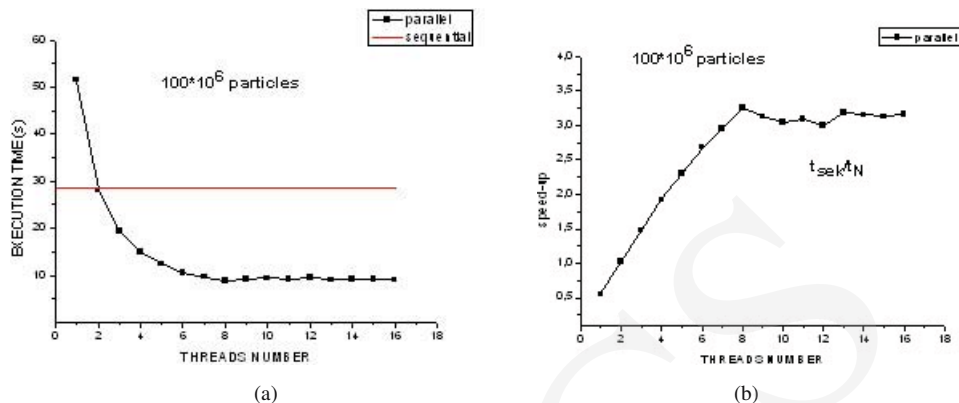 parallel
sequential
100*10^6 particles
60
50
40
30
20
10
EXECUTION TIME(s)
0 2 4 6 8 10 12 14 16 18
THREADS NUMBER
(a)
parallel
100*10^6 particles
4,0
3,5
3,0
2,5
2,0
1,5
1,0
0,5
speed-up
t_sek/t_N
0 2 4 6 8 10 12 14 16 18
THREADS NUMBER
(b)
CS